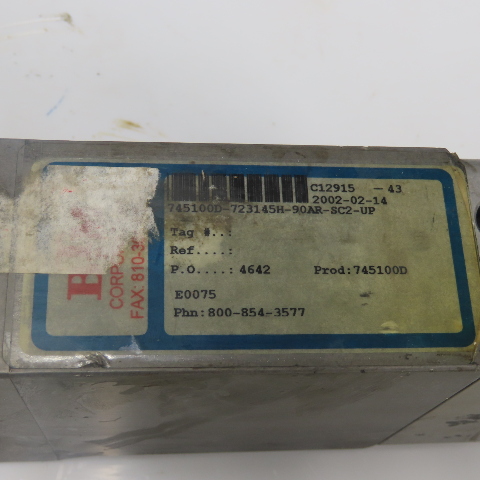 C12915 - 43
2002-02-14
745100D-723145H-90AR-SC2-UP
Tag #..:
Ref....:
P.O....: 4642 Prod:745100D
E0075
Phn:800-854-3577
FAX: 810-3